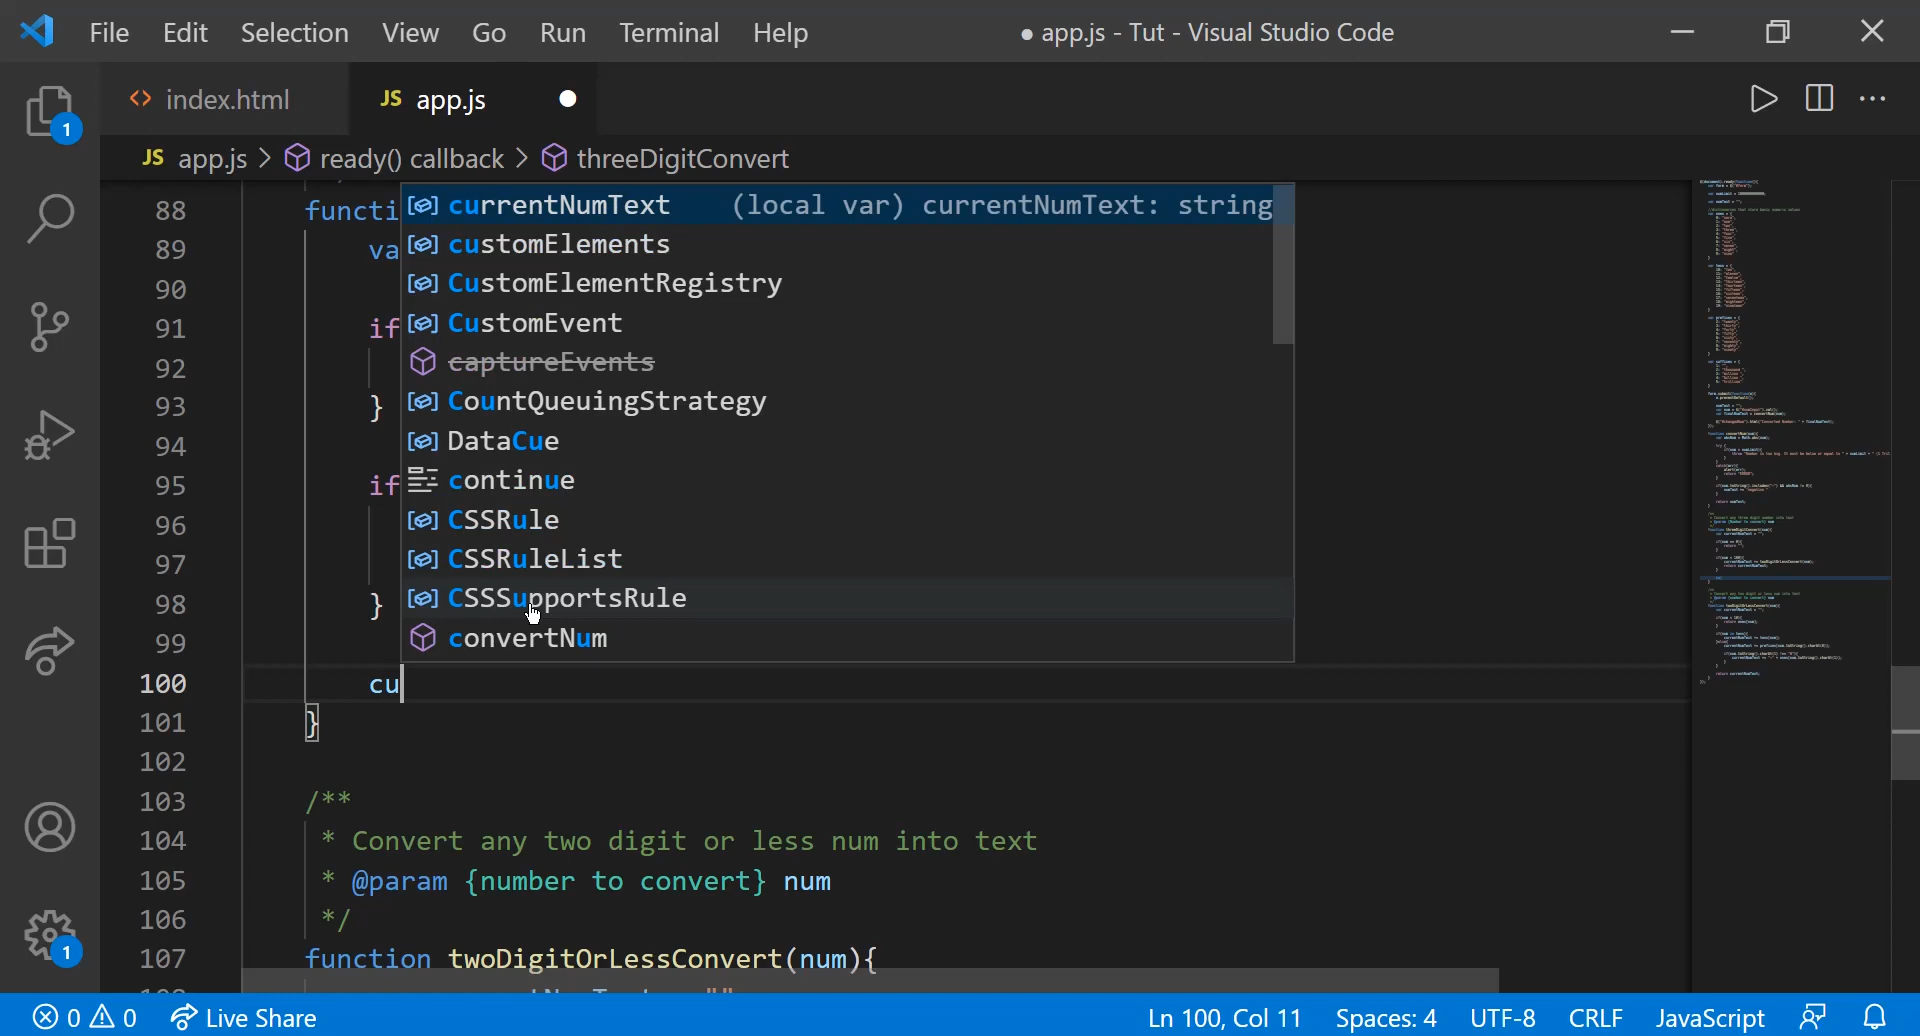 File Edit Selection View Go Run Terminal Help ● app.js - Tut - Visual Studio Code
<> index.html JS app.js ●
JS app.js > ready() callback > threeDigitConvert
88 functi
89 va
90
91 if
92
93 }
94
95 if
96
97
98 }
99
100 cu
101 }
102
103 /**
104 * Convert any two digit or less num into text
105 * @param {number to convert} num
106 */
107 function twoDigitOrLessConvert(num){
currentNumText (local var) currentNumText: string
customElements
CustomElementRegistry
CustomEvent
captureEvents
CountQueuingStrategy
DataCue
continue
CSSRule
CSSRuleList
CSSSupportsRule
convertNum
1
1
0 0 Live Share Ln 100, Col 11 Spaces: 4 UTF-8 CRLF JavaScript